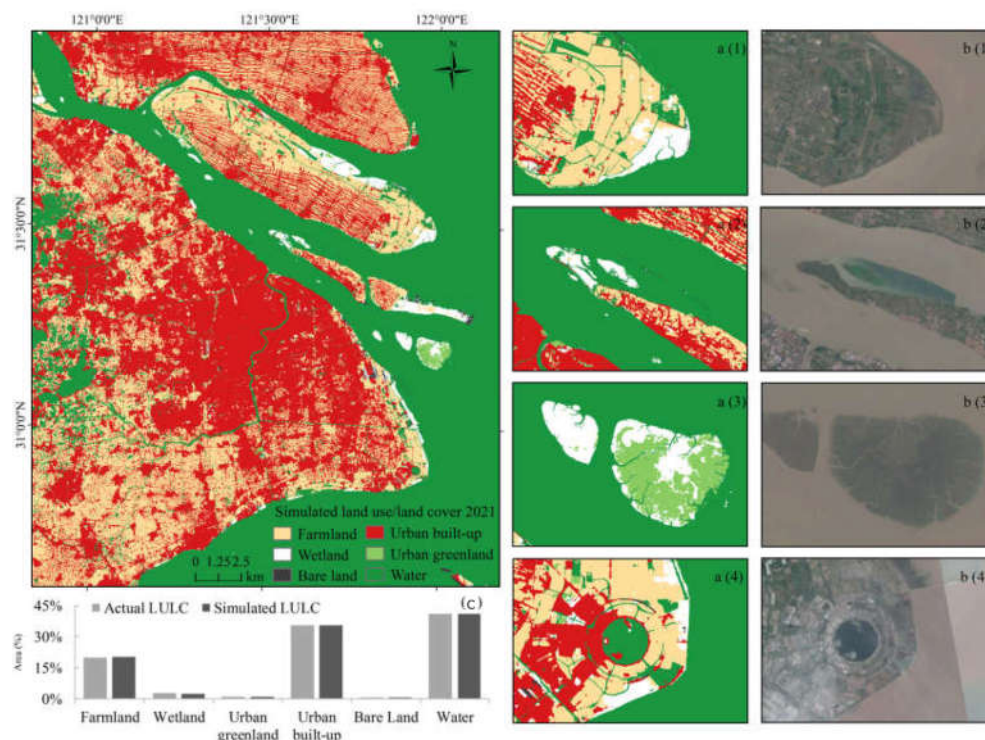 121°0'0"E
121°30'0"E
122°0'0"E
N
31°30'0"N
31°0'0"N
Simulated land use/land cover 2021
Farmland
Urban built-up
Wetland
Urban greenland
Bare land
Water
0 1.252.5
km
a (1)
b (1
a (2)
b (2
a (3)
b (3
a (4)
b (4
(C)
Actual LULC
Simulated LULC
Area (%)
45%
30%
15%
0%
Farmland
Wetland
Urban
greenland
Urban
built-up
Bare Land
Water